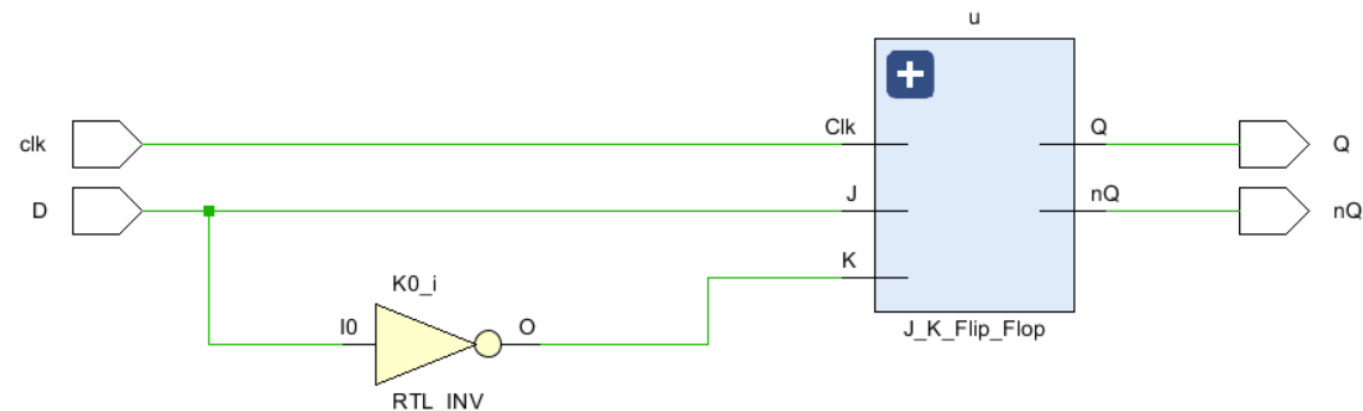 u
clk
Clk
Q
Q
D
J
nQ
nQ
K
K0_i
I0
O
J_K_Flip_Flop
RTL_INV